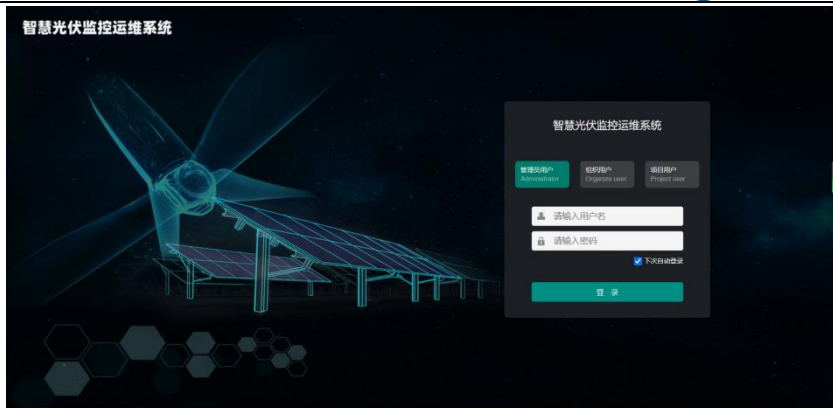 智慧光伏监控运维系统
智慧光伏监控运维系统
管理员用户 组织用户 项目用户
Administrator Organize user Project user
请输入用户名
请输入密码
下次自动登录
登 录